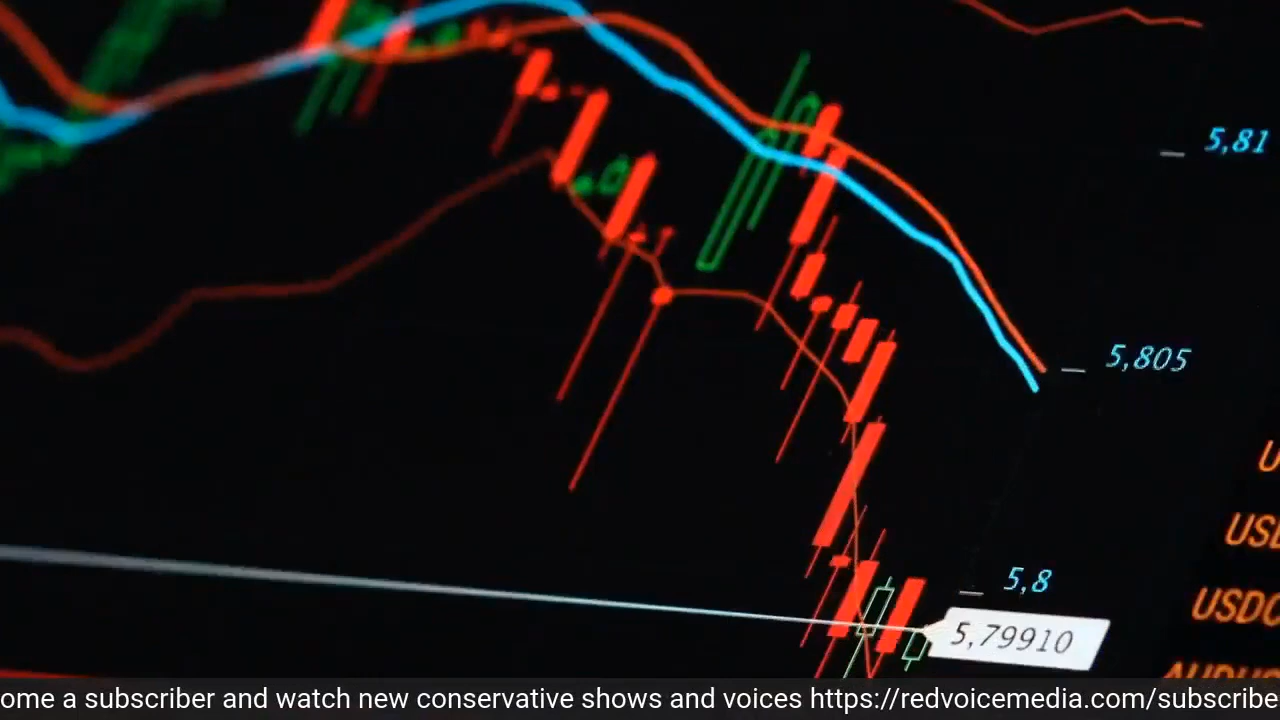 5,81
5,805
5,8
5,79910
ome a subscriber and watch new conservative shows and voices https://redvoicemedia.com/subscribe